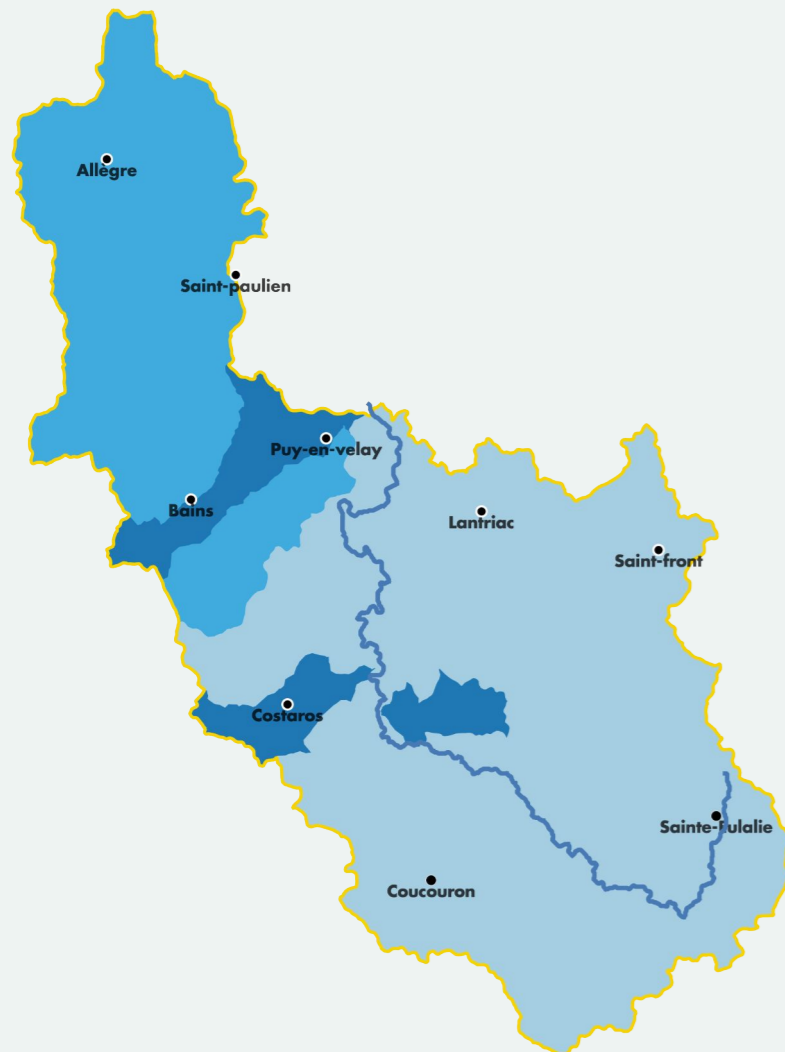 Allègre
Saint-paulien
Puy-en-velay
Bains
Lantriac
Saint-front
Costaros
Sainte-Eulalie
Coucouron